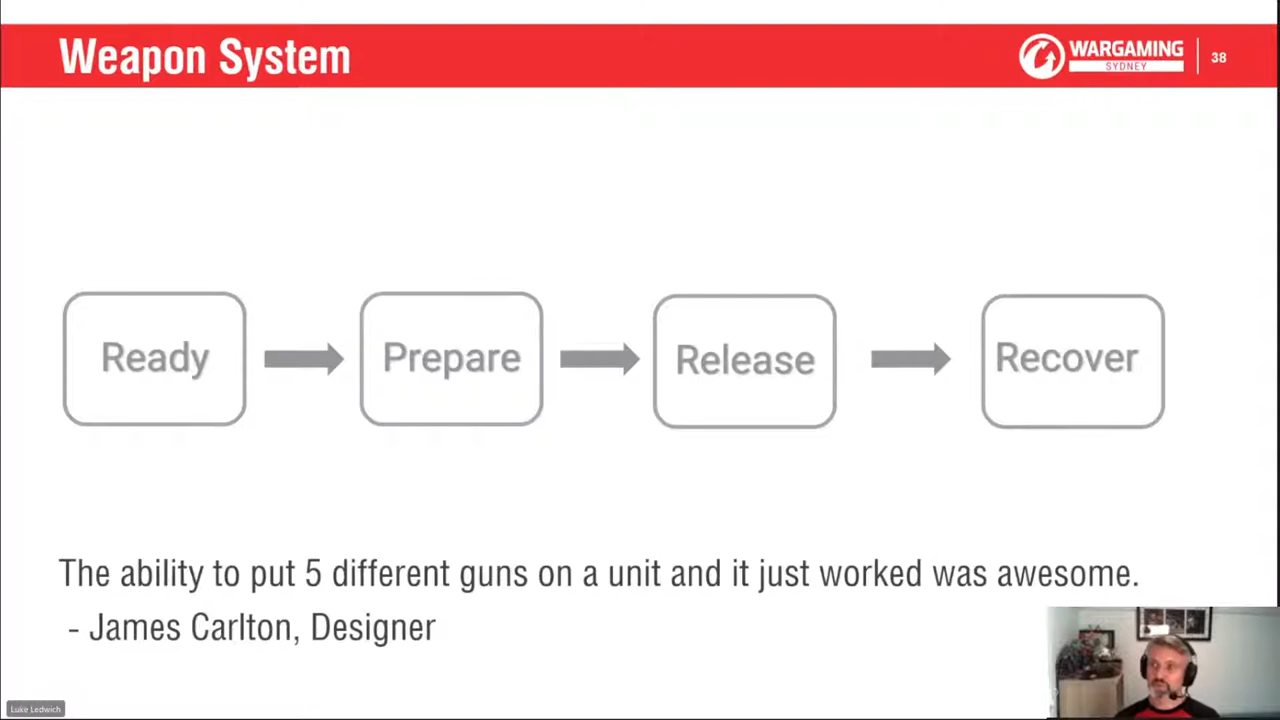 Weapon System
WARGAMING
SYDNEY
38
Ready
Prepare
Release
Recover
The ability to put 5 different guns on a unit and it just worked was awesome.
- James Carlton, Designer
Luke Ledwich